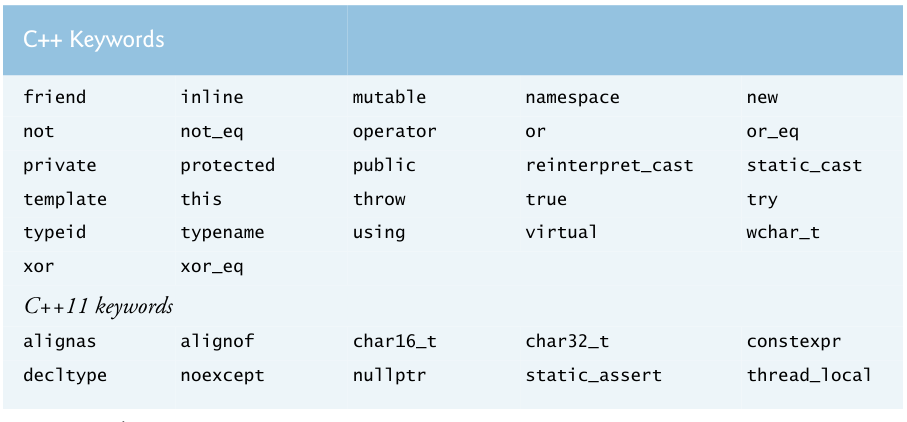 C++ Keywords
friend inline mutable namespace new
not not_eq operator or or_eq
private protected public reinterpret_cast static_cast
template this throw true try
typeid typename using virtual wchar_t
xor xor_eq
C++11 keywords
alignas alignof char16_t char32_t constexpr
decltype noexcept nullptr static_assert thread_local